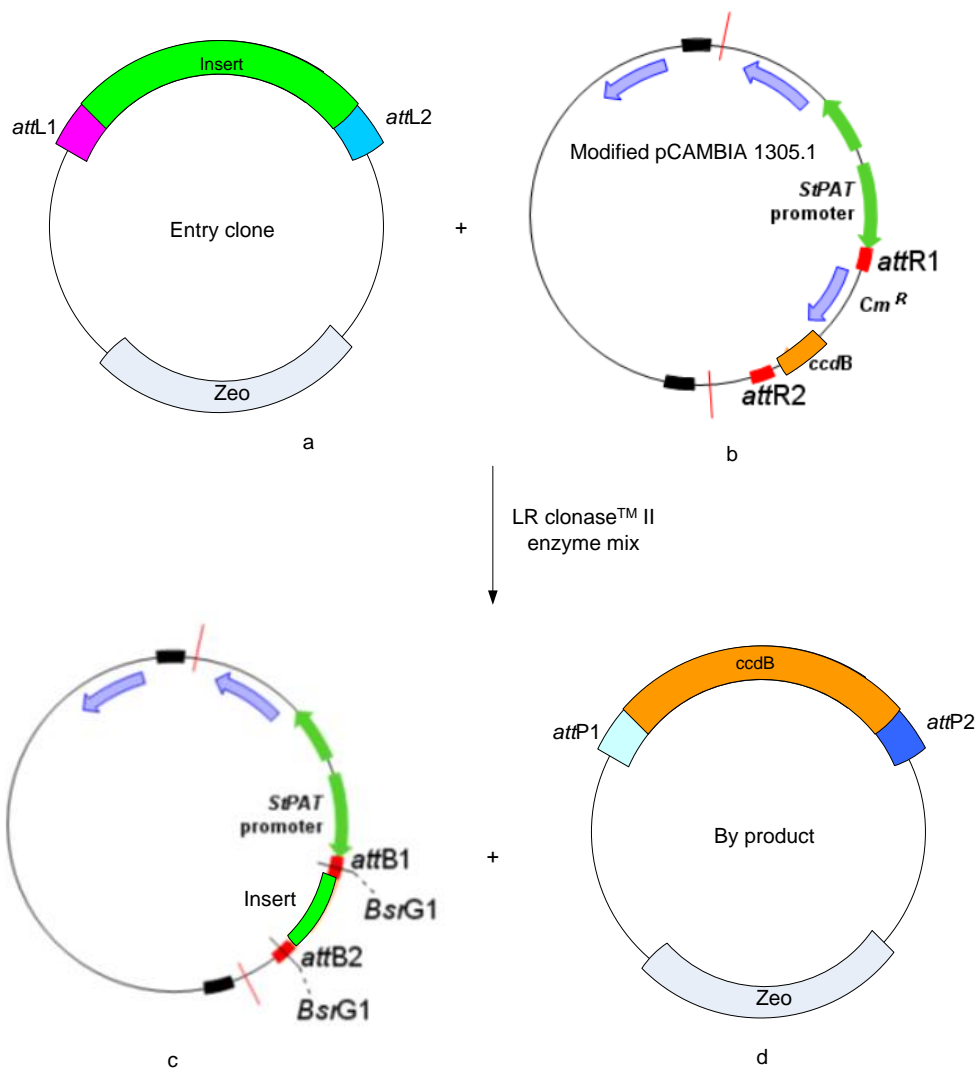 Insert
attL1
attL2
Entry clone
Zeo
a
+
Modified pCAMBIA 1305.1
StPAT
promoter
attR1
Cm R
ccdB
attR2
b
LR clonaseTM II
enzyme mix
StPAT
promoter
attB1
Insert
BsrG1
attB2
BsrG1
c
+
ccdB
attP1
attP2
By product
Zeo
d